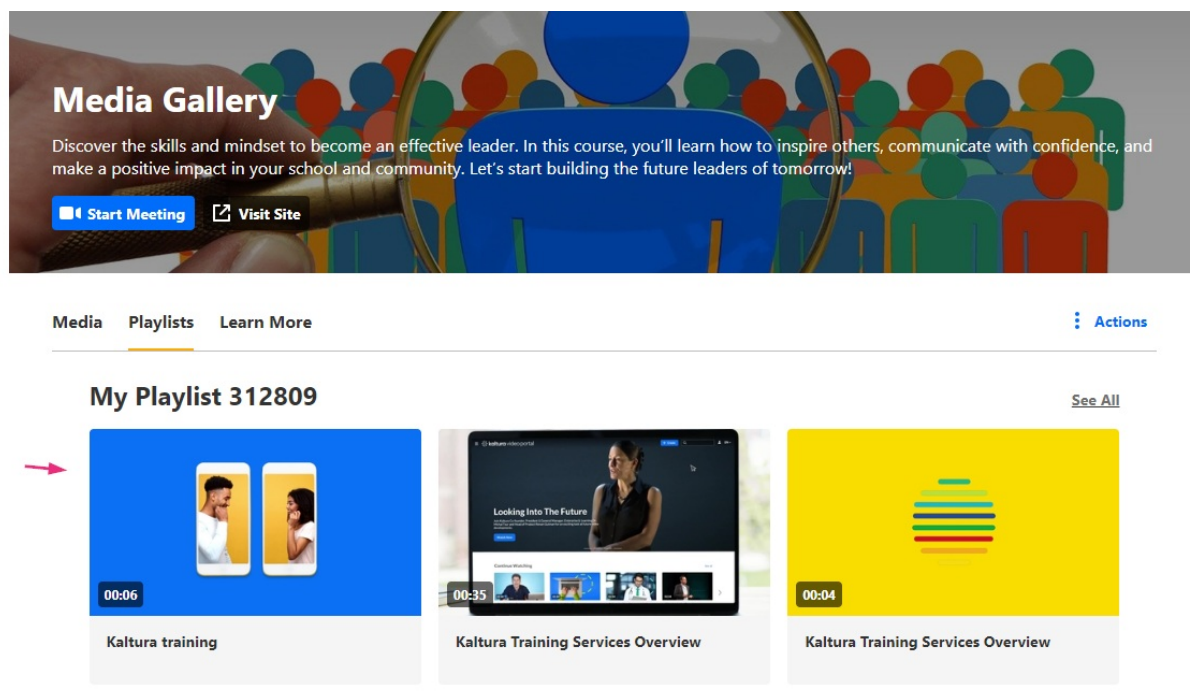 Media Gallery
Discover the skills and mindset to become an effective leader. In this course, you'll learn how to inspire others, communicate with confidence, and
make a positive impact in your school and community. Let's start building the future leaders of tomorrow!
Start Meeting Visit Site
Media Playlists Learn More Actions
My Playlist 312809 See All
kaltura videoportal
Looking Into The Future
Continue Watching
00:06 00:35 00:04
Kaltura training Kaltura Training Services Overview Kaltura Training Services Overview